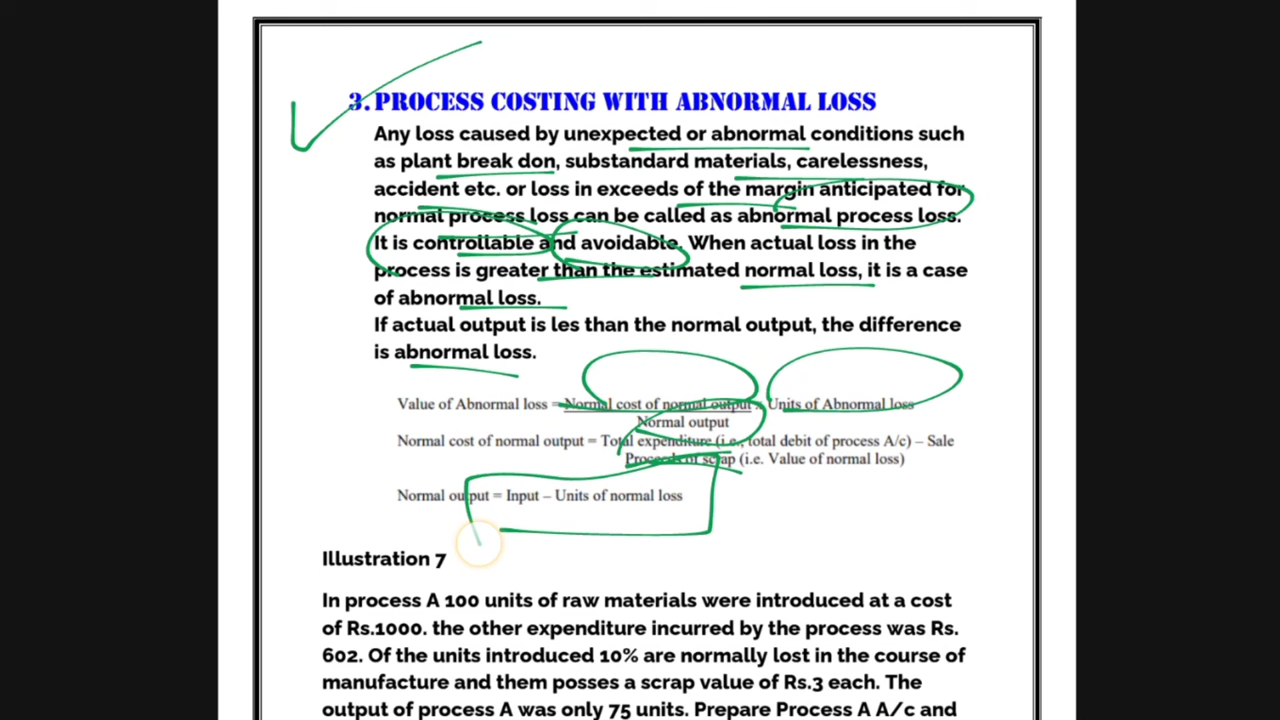 3. PROCESS COSTING WITH ABNORMAL LOSS
Any loss caused by unexpected or abnormal conditions such
as plant break don, substandard materials, carelessness,
accident etc. or loss in exceeds of the margin anticipated for
normal process loss can be called as abnormal process loss.
It is controllable and avoidable. When actual loss in the
process is greater than the estimated normal loss, it is a case
of abnormal loss.
If actual output is les than the normal output, the difference
is abnormal loss.
Value of Abnormal loss = Normal cost of normal output x Units of Abnormal loss
Normal output
Normal cost of normal output = Total expenditure (i.e., total debit of process A/c) – Sale
Proceeds of scrap (i.e. Value of normal loss)
Normal output = Input – Units of normal loss
Illustration 7
In process A 100 units of raw materials were introduced at a cost
of Rs.1000. the other expenditure incurred by the process was Rs.
602. Of the units introduced 10% are normally lost in the course of
manufacture and them posses a scrap value of Rs.3 each. The
output of process A was only 75 units. Prepare Process A A/c and